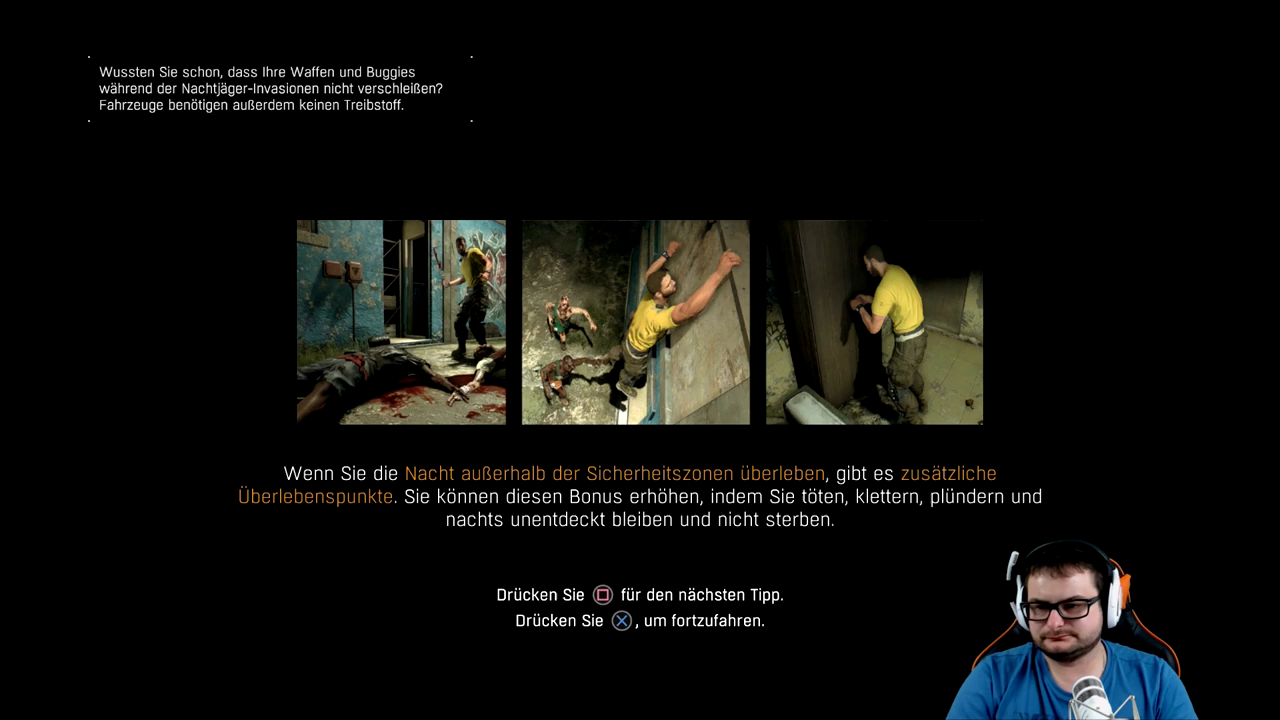 Wussten Sie schon, dass Ihre Waffen und Buggies
während der Nachtjäger-Invasionen nicht verschleißen?
Fahrzeuge benötigen außerdem keinen Treibstoff.
Wenn Sie die Nacht außerhalb der Sicherheitszonen überleben, gibt es zusätzliche
Überlebenspunkte. Sie können diesen Bonus erhöhen, indem Sie töten, klettern, plündern und
nachts unentdeckt bleiben und nicht sterben.
Drücken Sie für den nächsten Tipp.
Drücken Sie , um fortzufahren.